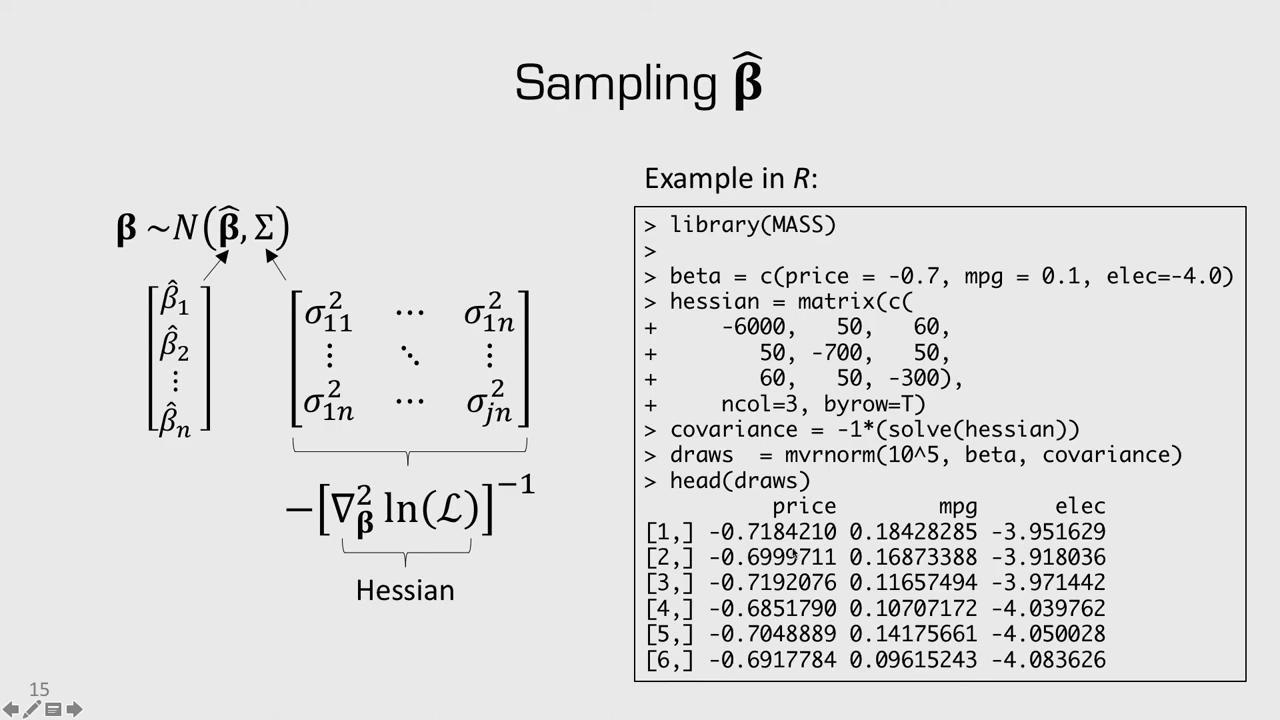 Sampling β̂
β ~N(β̂, Σ)
β̂₁
β̂₂
⋮
β̂ₙ
σ²₁₁ ⋯ σ²₁ₙ
⋮ ⋱ ⋮
σ²₁ₙ ⋯ σ²ⱼₙ
−[∇²β ln(ℒ)]⁻¹
Hessian
Example in R:
> library(MASS)
>
> beta = c(price = -0.7, mpg = 0.1, elec=-4.0)
> hessian = matrix(c(
+     -6000,   50,   60,
+        50, -700,   50,
+        60,   50, -300),
+     ncol=3, byrow=T)
> covariance = -1*(solve(hessian))
> draws  = mvrnorm(10^5, beta, covariance)
> head(draws)
          price        mpg      elec
[1,] -0.7184210 0.18428285 -3.951629
[2,] -0.6999711 0.16873388 -3.918036
[3,] -0.7192076 0.11657494 -3.971442
[4,] -0.6851790 0.10707172 -4.039762
[5,] -0.7048889 0.14175661 -4.050028
[6,] -0.6917784 0.09615243 -4.083626
15